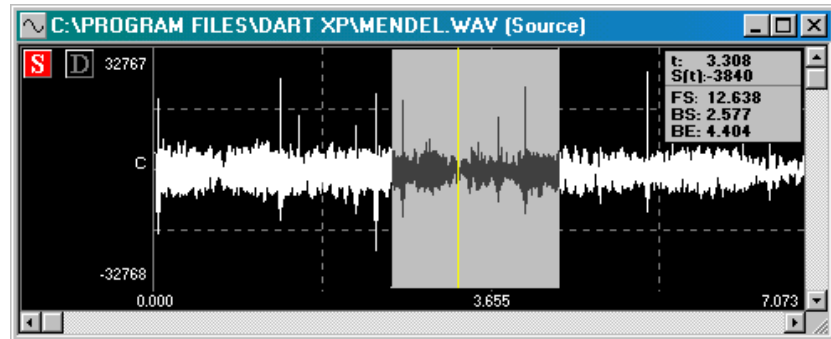 C:\PROGRAM FILES\DART XP\MENDEL.WAV (Source)
S D 32767
t: 3.308
S(t):-3840
FS: 12.638
BS: 2.577
BE: 4.404
C
-32768
0.000 3.655 7.073